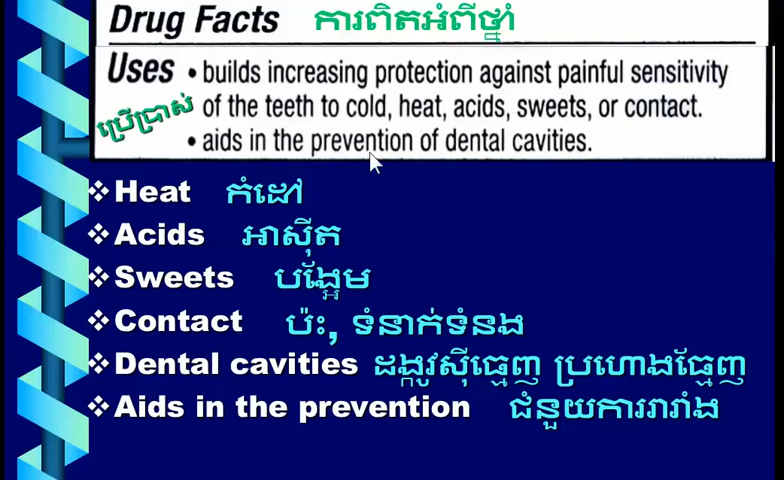 Drug Facts ការពិតអំពីថ្នាំ
Uses • builds increasing protection against painful sensitivity
ប្រើប្រាស់ of the teeth to cold, heat, acids, sweets, or contact.
• aids in the prevention of dental cavities.
❖ Heat កំដៅ
❖ Acids អាស៊ីត
❖ Sweets បង្អែម
❖ Contact ប៉ះ, ទំនាក់ទំនង
❖ Dental cavities ដង្កូវស៊ីធ្មេញ ប្រហោងធ្មែញ
❖ Aids in the prevention ជំនួយការរារាំង